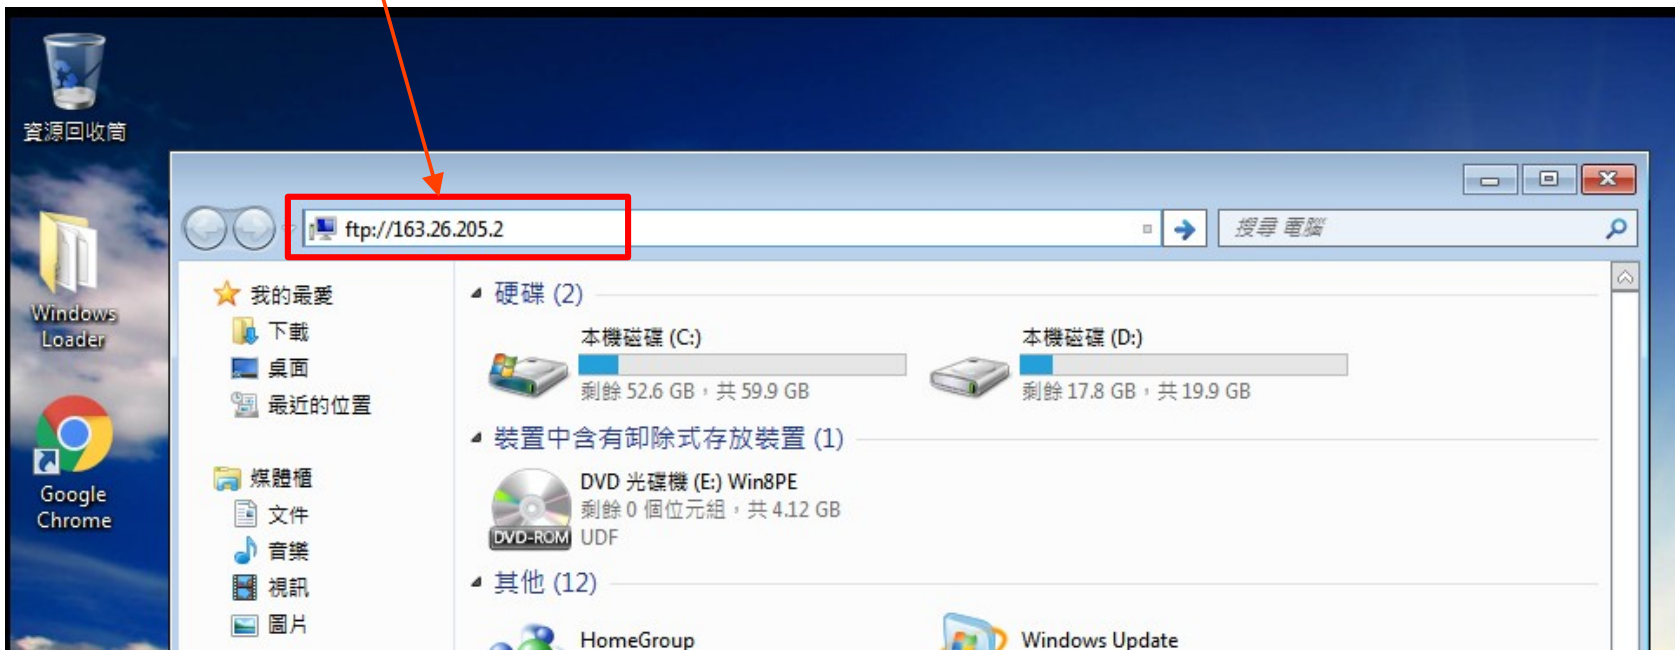 資源回收筒
Windows
Loader
Google
Chrome
ftp://163.26.205.2
搜尋 電腦
我的最愛
下載
桌面
最近的位置
媒體櫃
文件
音樂
視訊
圖片
硬碟 (2)
本機磁碟 (C:)
剩餘 52.6 GB，共 59.9 GB
本機磁碟 (D:)
剩餘 17.8 GB，共 19.9 GB
裝置中含有卸除式存放裝置 (1)
DVD 光碟機 (E:) Win8PE
剩餘 0 個位元組，共 4.12 GB
DVD-ROM
UDF
其他 (12)
HomeGroup
Windows Update